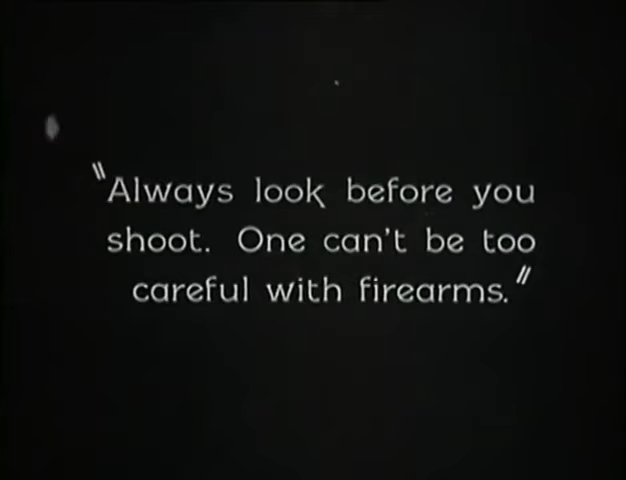 "Always look before you
shoot. One can't be too
careful with firearms."